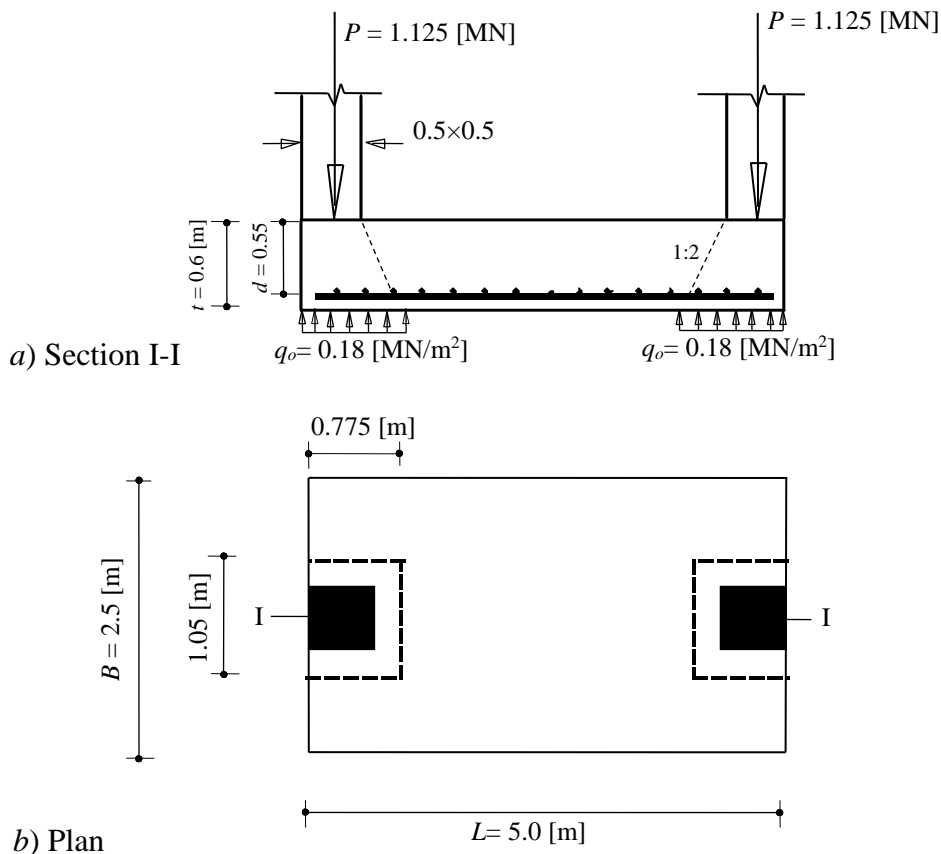 P = 1.125 [MN]
P = 1.125 [MN]
0.5×0.5
t = 0.6 [m]
d = 0.55
1:2
qo= 0.18 [MN/m²]
qo= 0.18 [MN/m²]
a) Section I-I
0.775 [m]
B = 2.5 [m]
1.05 [m]
I
I
L= 5.0 [m]
b) Plan